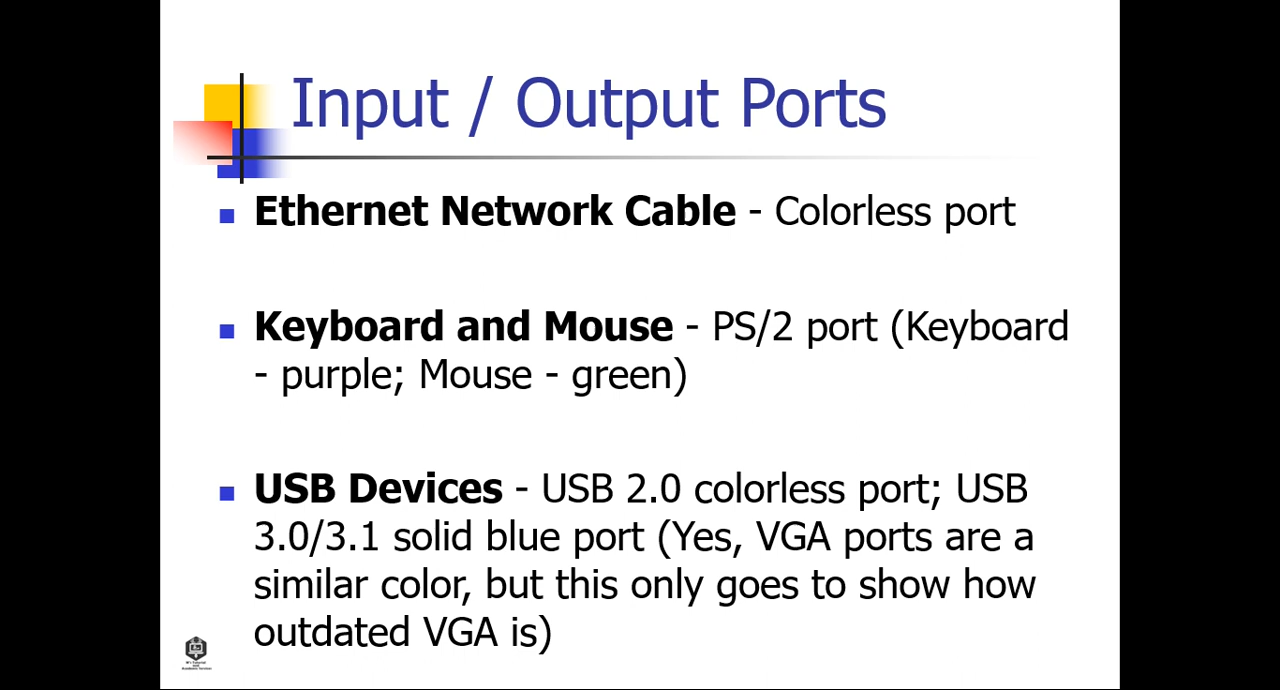 Input / Output Ports
Ethernet Network Cable - Colorless port
Keyboard and Mouse - PS/2 port (Keyboard
- purple; Mouse - green)
USB Devices - USB 2.0 colorless port; USB
3.0/3.1 solid blue port (Yes, VGA ports are a
similar color, but this only goes to show how
outdated VGA is)
Academic Services